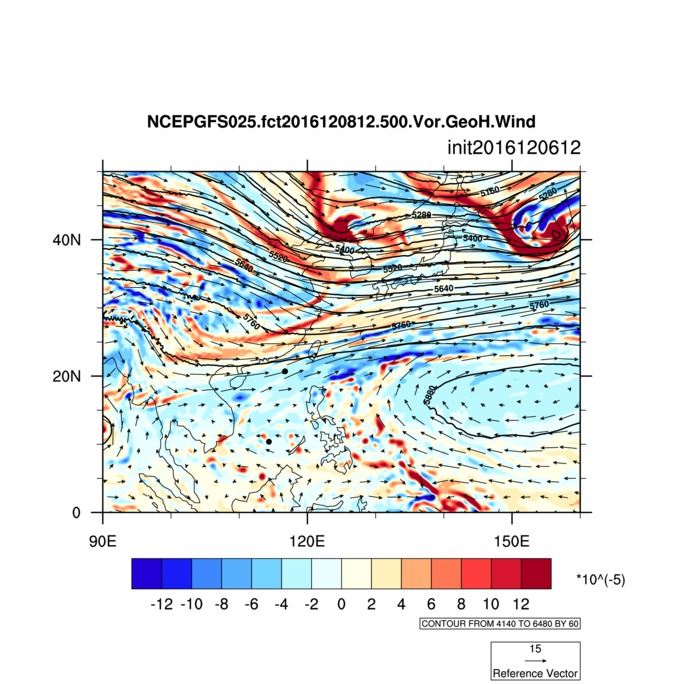 NCEPGFS025.fct2016120812.500.Vor.GeoH.Wind
init2016120612
5160
5280
5280
5400
5400
5520
5520
5640
5640
5760
5760
5760
5880
40N
20N
0
90E 120E 150E
-12 -10 -8 -6 -4 -2 0 2 4 6 8 10 12
*10^(-5)
CONTOUR FROM 4140 TO 6480 BY 60
15
Reference Vector